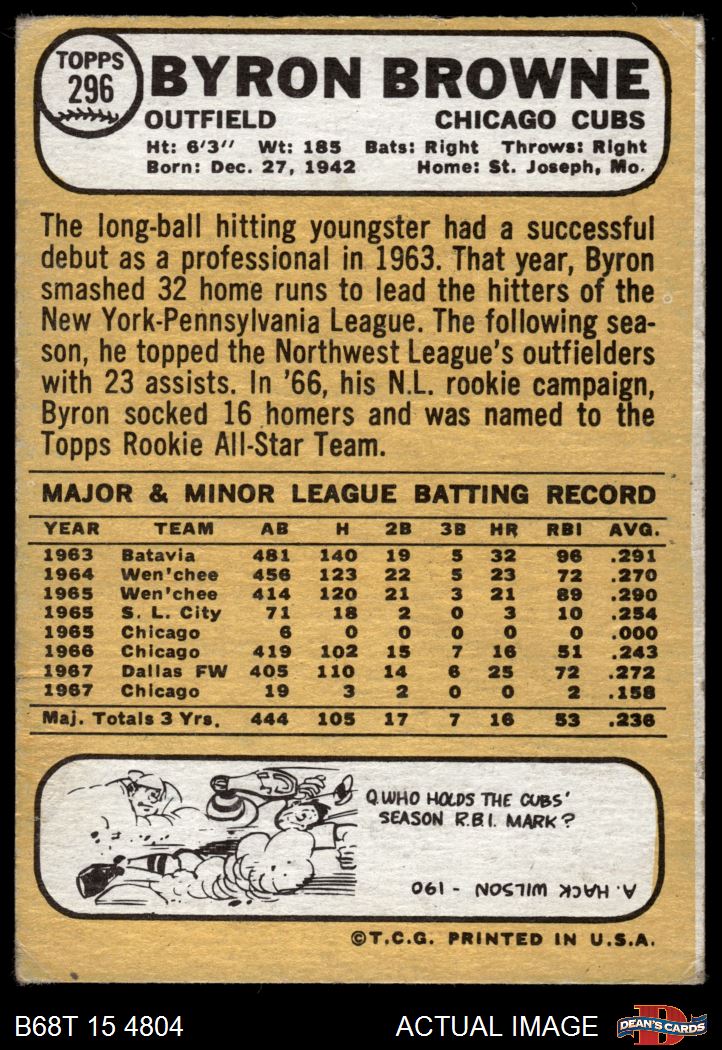 TOPPS
296
BYRON BROWNE
OUTFIELD CHICAGO CUBS
Ht: 6'3" Wt: 185 Bats: Right Throws: Right
Born: Dec. 27, 1942 Home: St. Joseph, Mo.
The long-ball hitting youngster had a successful
debut as a professional in 1963. That year, Byron
smashed 32 home runs to lead the hitters of the
New York-Pennsylvania League. The following sea-
son, he topped the Northwest League's outfielders
with 23 assists. In '66, his N.L. rookie campaign,
Byron socked 16 homers and was named to the
Topps Rookie All-Star Team.
MAJOR & MINOR LEAGUE BATTING RECORD
YEAR TEAM AB H 2B 3B HR RBI AVG.
1963 Batavia 481 140 19 5 32 96 .291
1964 Wen'chee 456 123 22 5 23 72 .270
1965 Wen'chee 414 120 21 3 21 89 .290
1965 S. L. City 71 18 2 0 3 10 .254
1965 Chicago 6 0 0 0 0 0 .000
1966 Chicago 419 102 15 7 16 51 .243
1967 Dallas FW 405 110 14 6 25 72 .272
1967 Chicago 19 3 2 0 0 2 .158
Maj. Totals 3 Yrs. 444 105 17 7 16 53 .236
Q. WHO HOLDS THE CUBS'
SEASON R.B.I. MARK?
A. HACK WILSON - 190
©T.C.G. PRINTED IN U.S.A.
B68T 15 4804 ACTUAL IMAGE
D
DEAN'S CARDS